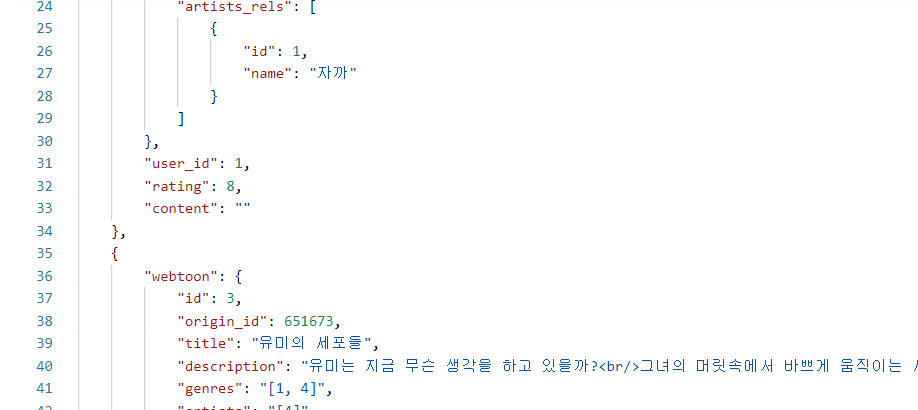 24 "artists_rels": [
25 {
26 "id": 1,
27 "name": "자까"
28 }
29 ]
30 },
31 "user_id": 1,
32 "rating": 8,
33 "content": ""
34 },
35 {
36 "webtoon": {
37 "id": 3,
38 "origin_id": 651673,
39 "title": "유미의 세포들",
40 "description": "유미는 지금 무슨 생각을 하고 있을까?<br/>그녀의 머릿속에서 바쁘게 움직이는
41 "genres": "[1, 4]",
42 "artists": "[4]"